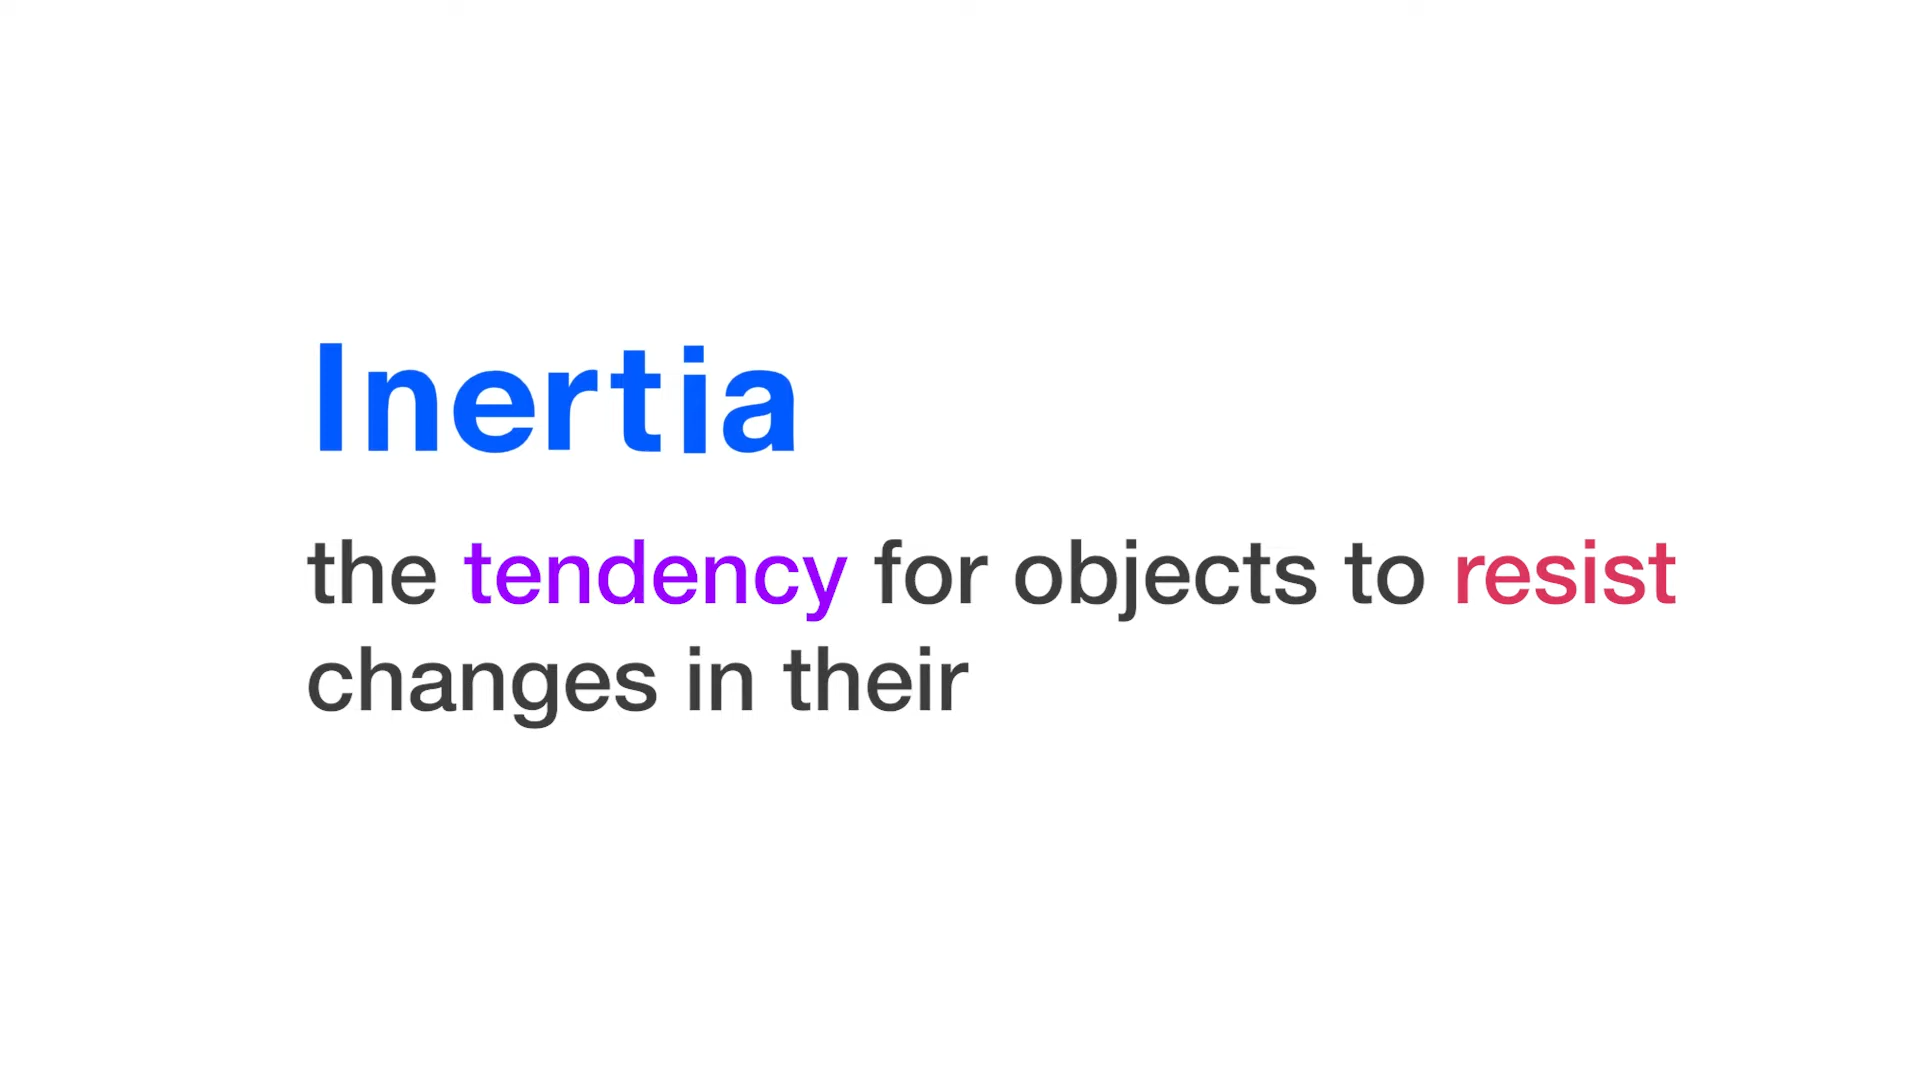 Inertia
the tendency for objects to resist
changes in their